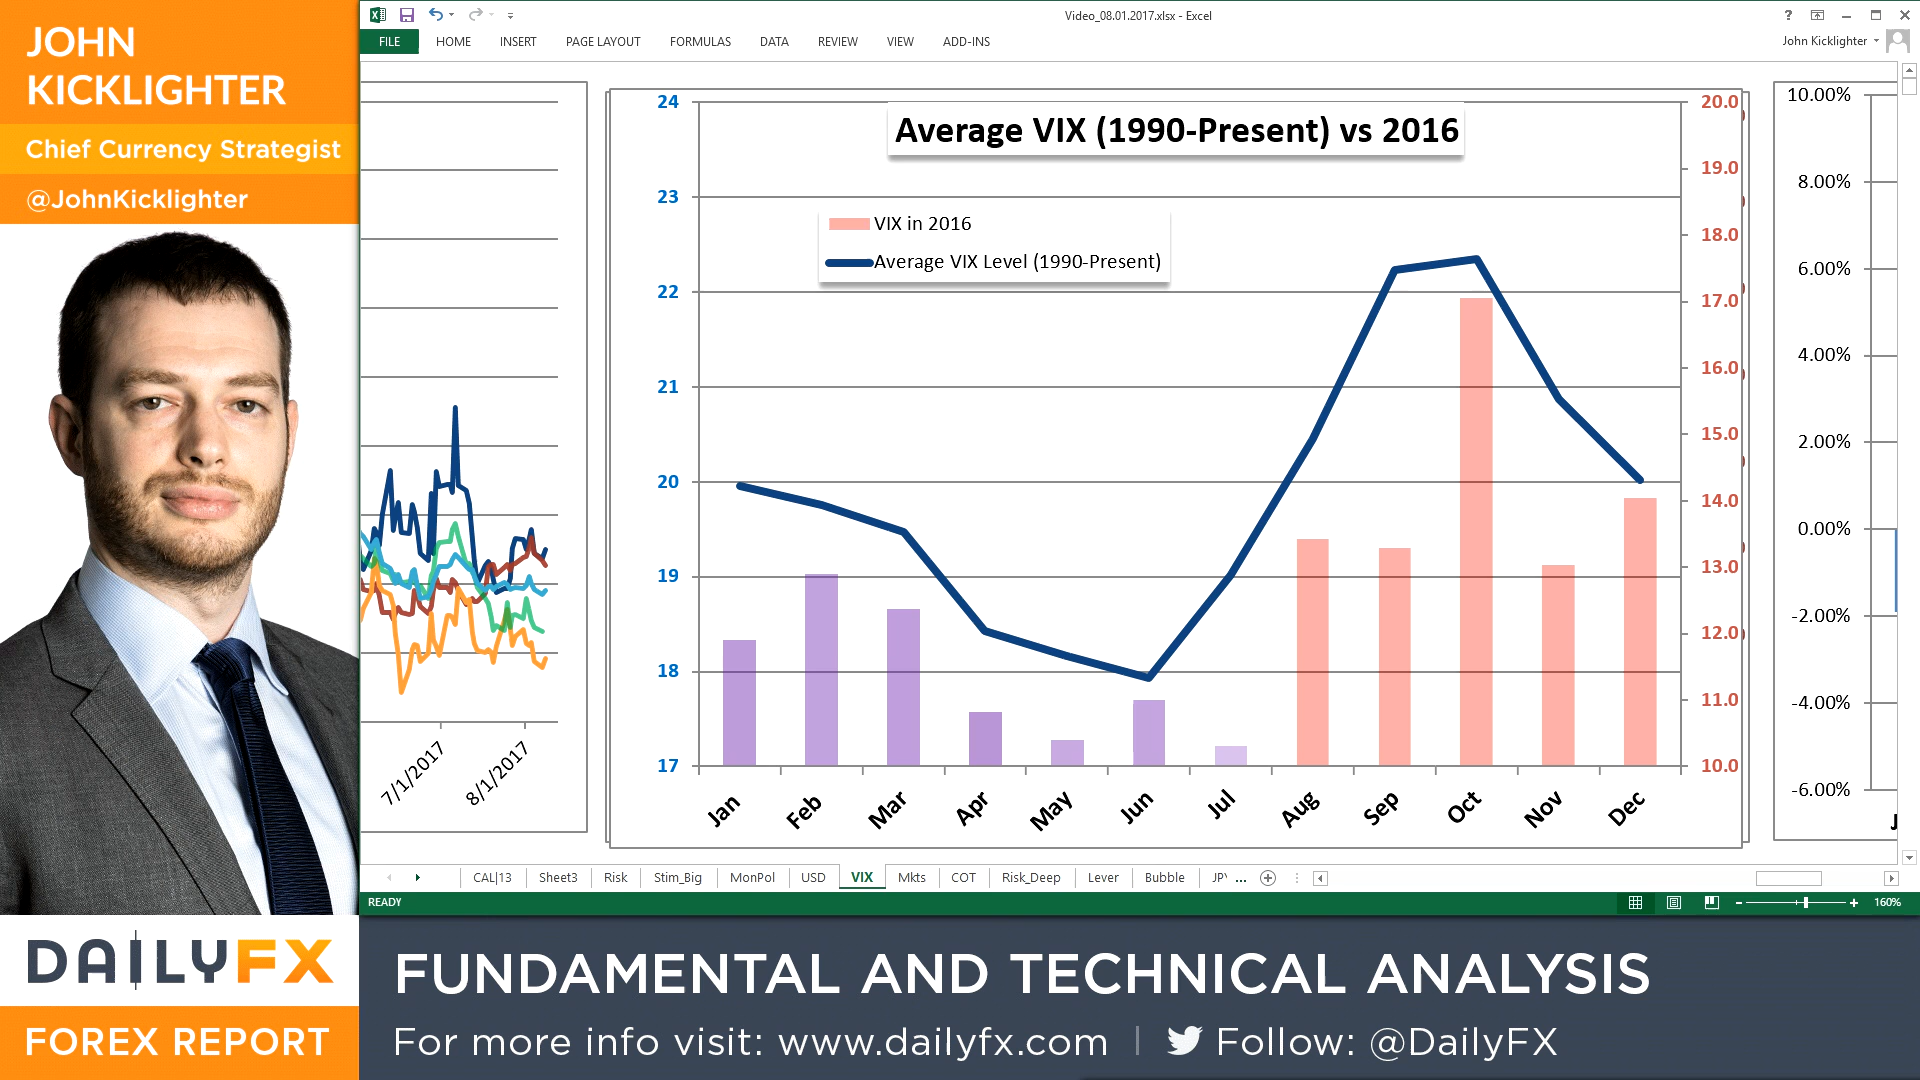 JOHN
KICKLIGHTER
Chief Currency Strategist
@JohnKicklighter
Video_08.01.2017.xlsx - Excel
?
FILE HOME INSERT PAGE LAYOUT FORMULAS DATA REVIEW VIEW ADD-INS
John Kicklighter
7/1/2017
8/1/2017
Average VIX (1990-Present) vs 2016
VIX in 2016
Average VIX Level (1990-Present)
24
23
22
21
20
19
18
17
20.0
19.0
18.0
17.0
16.0
15.0
14.0
13.0
12.0
11.0
10.0
Jan Feb Mar Apr May Jun Jul Aug Sep Oct Nov Dec
10.00%
8.00%
6.00%
4.00%
2.00%
0.00%
-2.00%
-4.00%
-6.00%
CAL|13 Sheet3 Risk Stim_Big MonPol USD VIX Mkts COT Risk_Deep Lever Bubble ...
READY
160%
DAILYFX
FOREX REPORT
FUNDAMENTAL AND TECHNICAL ANALYSIS
For more info visit: www.dailyfx.com | Follow: @DailyFX